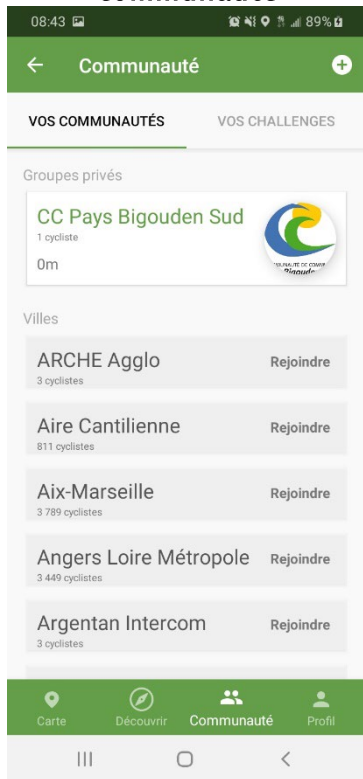 communautés
08:43 89%
Communauté
VOS COMMUNAUTÉS VOS CHALLENGES
Groupes privés
CC Pays Bigouden Sud
1 cycliste
0m
Villes
ARCHE Agglo Rejoindre
3 cyclistes
Aire Cantilienne Rejoindre
811 cyclistes
Aix-Marseille Rejoindre
3 789 cyclistes
Angers Loire Métropole Rejoindre
3 449 cyclistes
Argentan Intercom Rejoindre
3 cyclistes
Carte Découvrir Communauté Profil